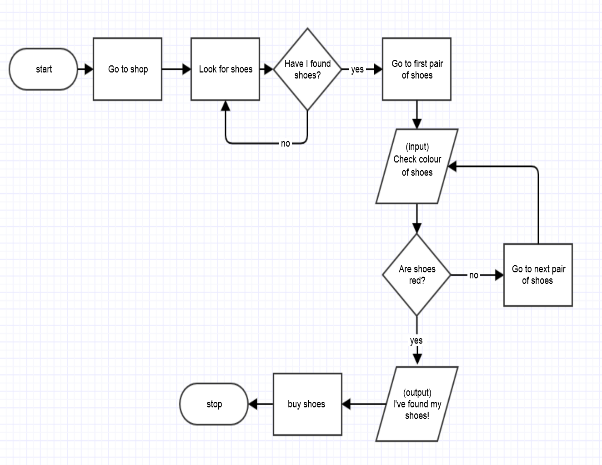 start
Go to shop
Look for shoes
Have I found
shoes?
yes
Go to first pair
of shoes
no
(input)
Check colour
of shoes
Are shoes
red?
no
Go to next pair
of shoes
yes
(output)
I've found my
shoes!
buy shoes
stop